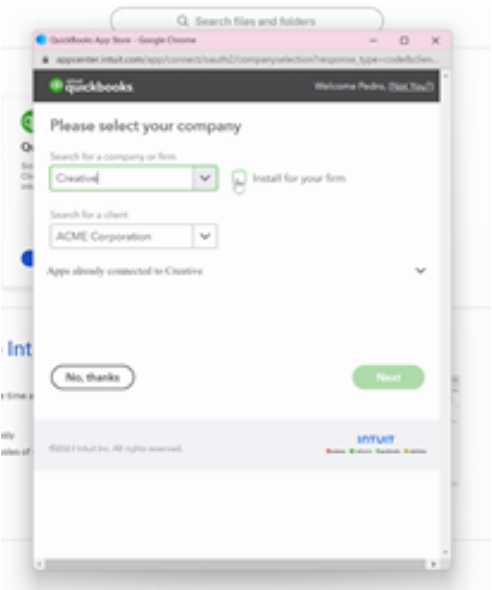 Search files and folders
QuickBooks App Store - Google Chrome
appcenter.intuit.com/app/connect/oauth2/companyselection?response_type=code&clien...
quickbooks
Welcome Pedro, (Not You?)
Please select your company
Search for a company or firm
Creative
Install for your firm
Search for a client
ACME Corporation
Apps already connected to Creative
Int
No, thanks
Next
e time a
©2023 Intuit Inc. All rights reserved.
INTUIT